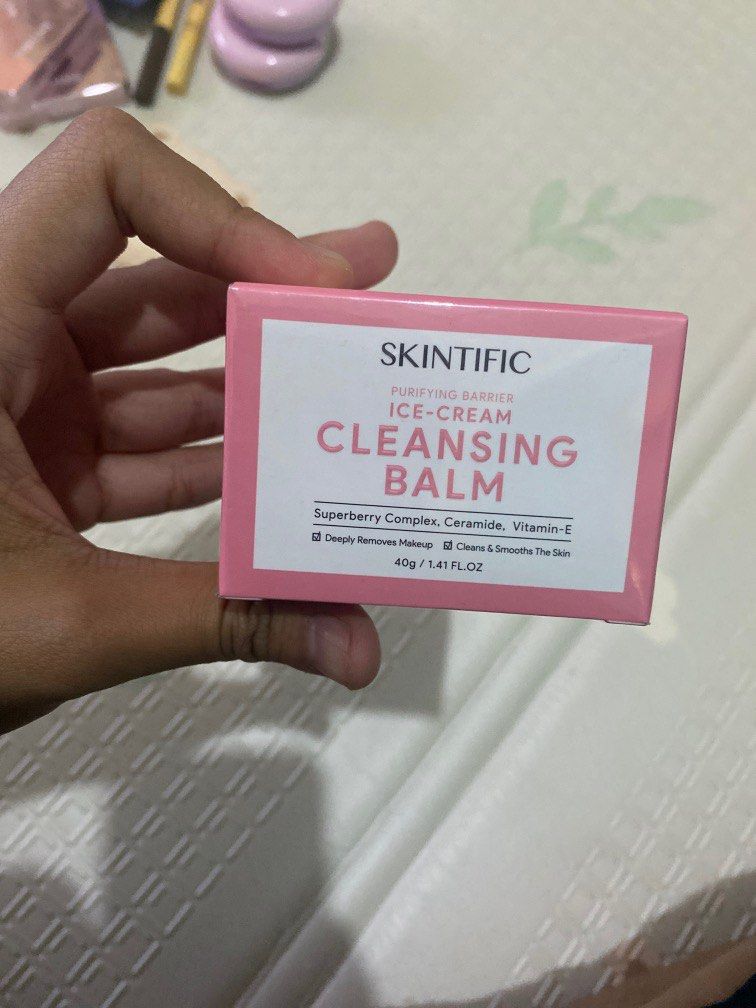 SKINTIFIC
PURIFYING BARRIER
ICE-CREAM
CLEANSING
BALM
Superberry Complex, Ceramide, Vitamin-E
☑ Deeply Removes Makeup ☑ Cleans & Smooths The Skin
40g / 1.41 FL.OZ